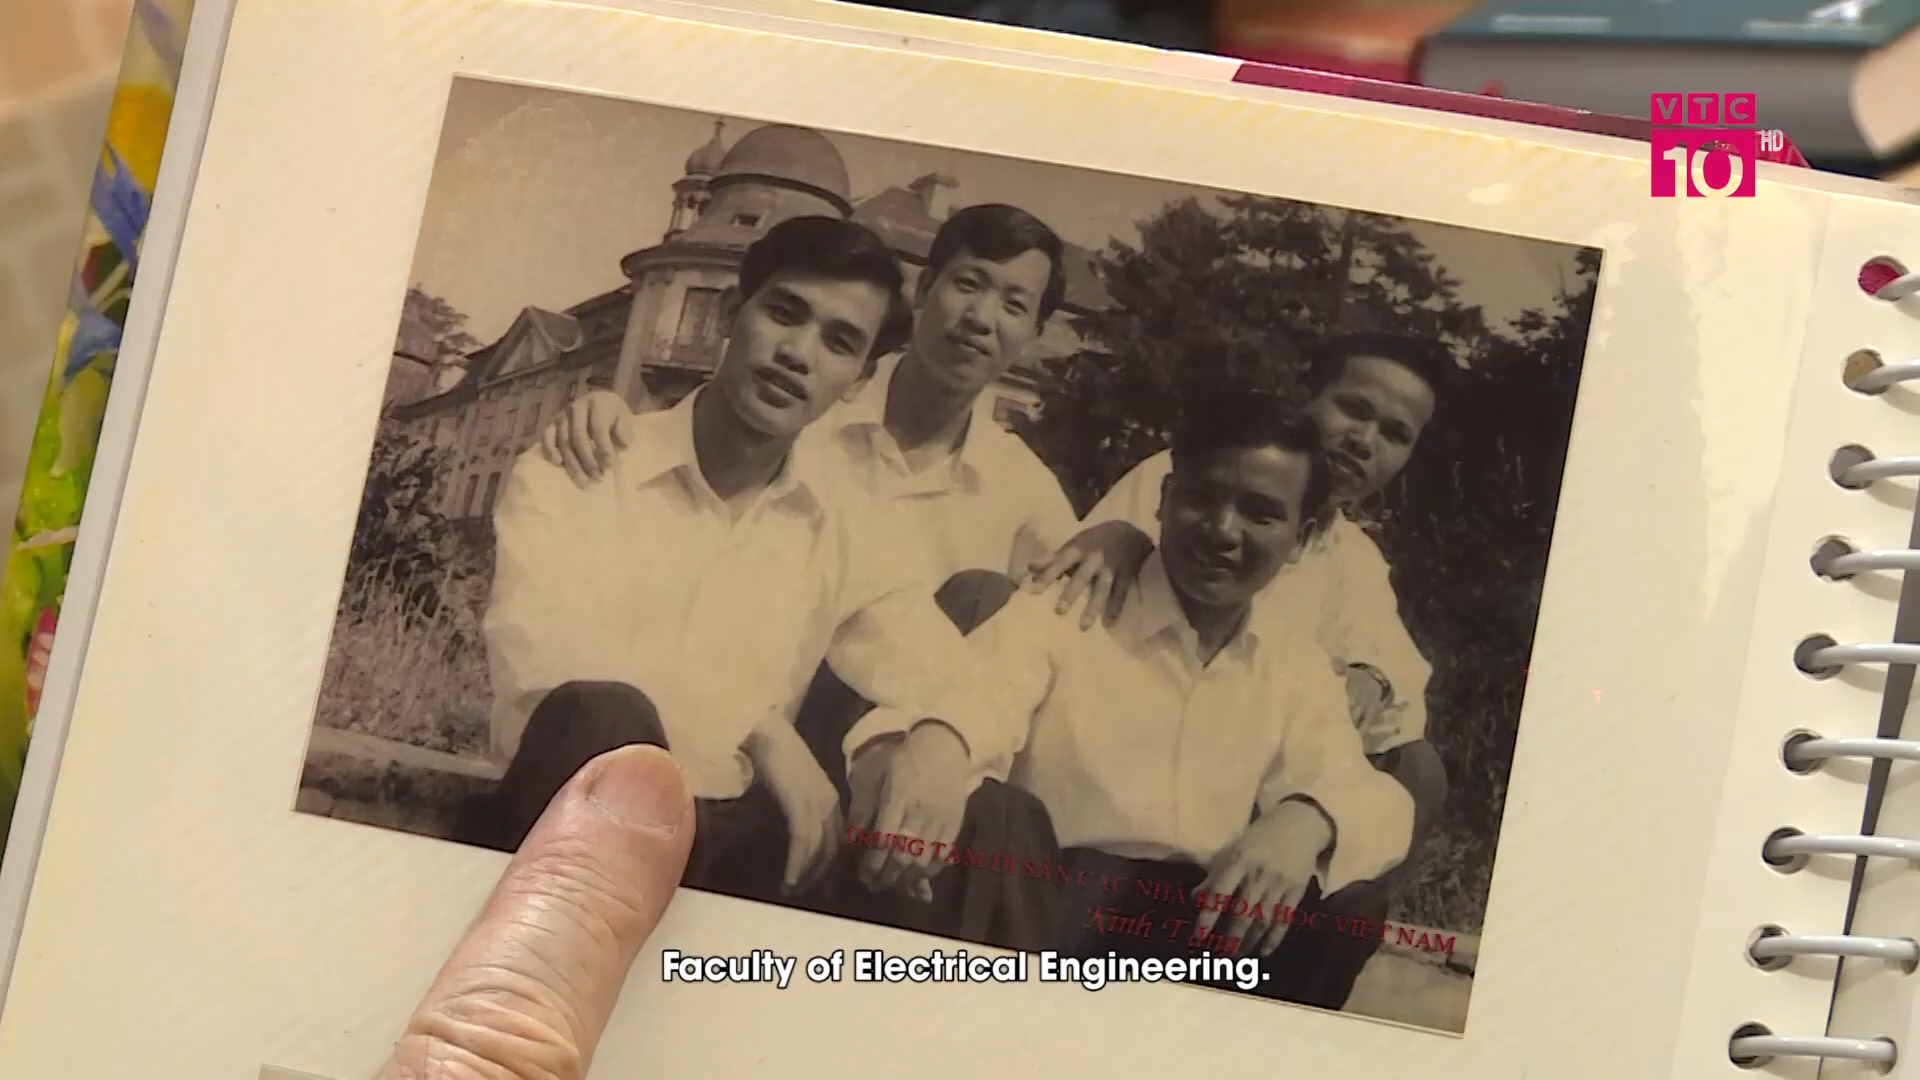 VTC
10 HD
TRUNG TÂM DI SẢN CÁC NHÀ KHOA HỌC VIỆT NAM
Kính Tặng
Faculty of Electrical Engineering.